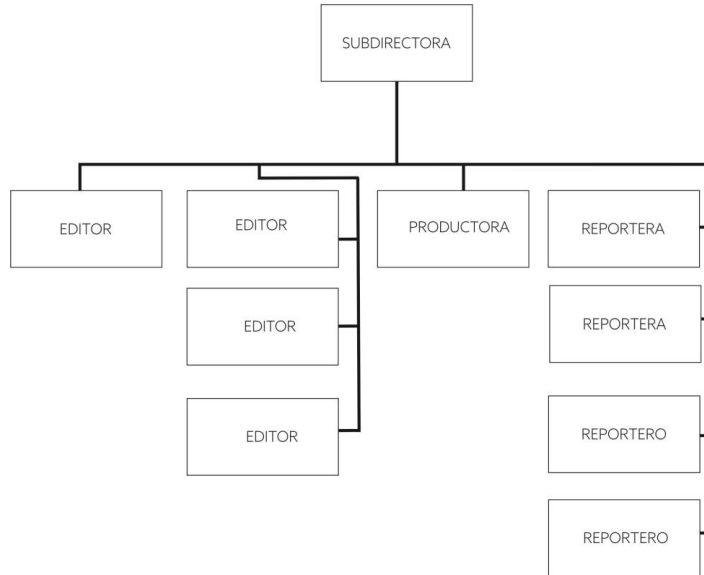 SUBDIRECTORA
EDITOR
EDITOR
PRODUCTORA
REPORTERA
EDITOR
REPORTERA
EDITOR
REPORTERO
REPORTERO